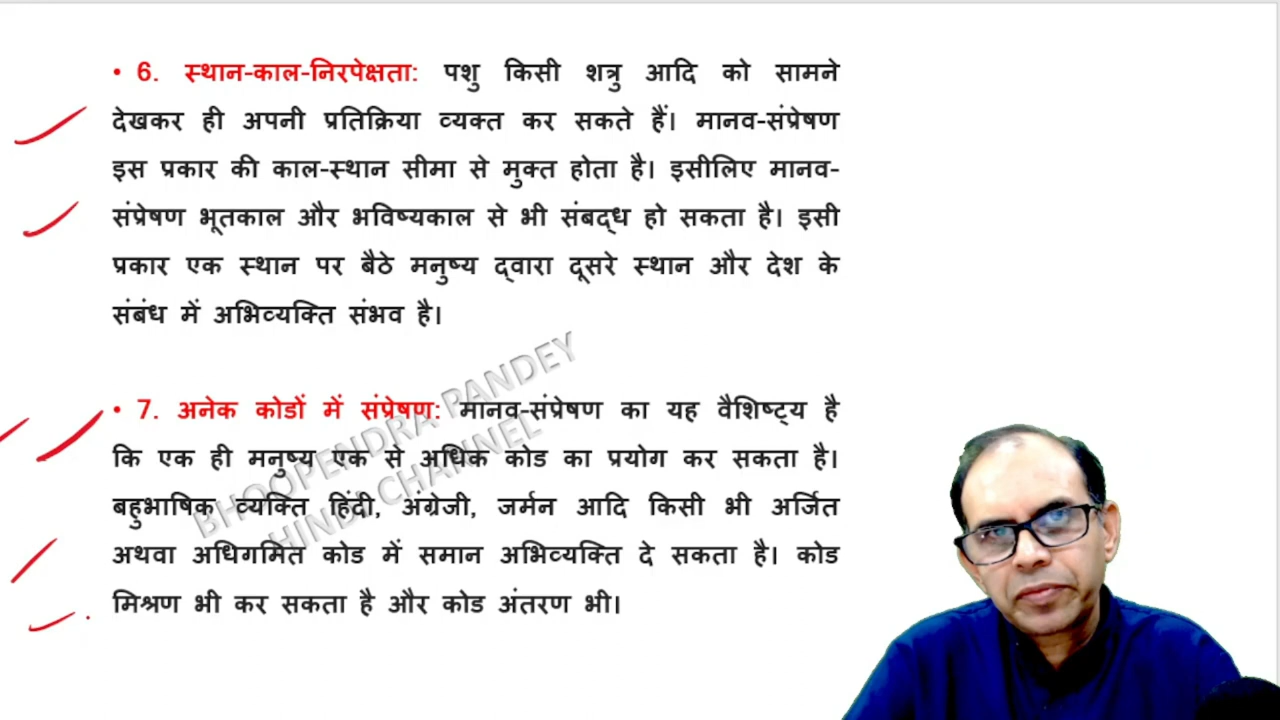 • 6. स्थान-काल-निरपेक्षता: पशु किसी शत्रु आदि को सामने
देखकर ही अपनी प्रतिक्रिया व्यक्त कर सकते हैं। मानव-संप्रेषण
इस प्रकार की काल-स्थान सीमा से मुक्त होता है। इसीलिए मानव-
संप्रेषण भूतकाल और भविष्यकाल से भी संबद्ध हो सकता है। इसी
प्रकार एक स्थान पर बैठे मनुष्य द्वारा दूसरे स्थान और देश के
संबंध में अभिव्यक्ति संभव है।
• 7. अनेक कोडों में संप्रेषण: मानव-संप्रेषण का यह वैशिष्ट्य है
कि एक ही मनुष्य एक से अधिक कोड का प्रयोग कर सकता है।
बहुभाषिक व्यक्ति हिंदी, अंग्रेजी, जर्मन आदि किसी भी अर्जित
अथवा अधिगमित कोड में समान अभिव्यक्ति दे सकता है। कोड
मिश्रण भी कर सकता है और कोड अंतरण भी।
BHOOPENDRA PANDEY
HINDI CHANNEL